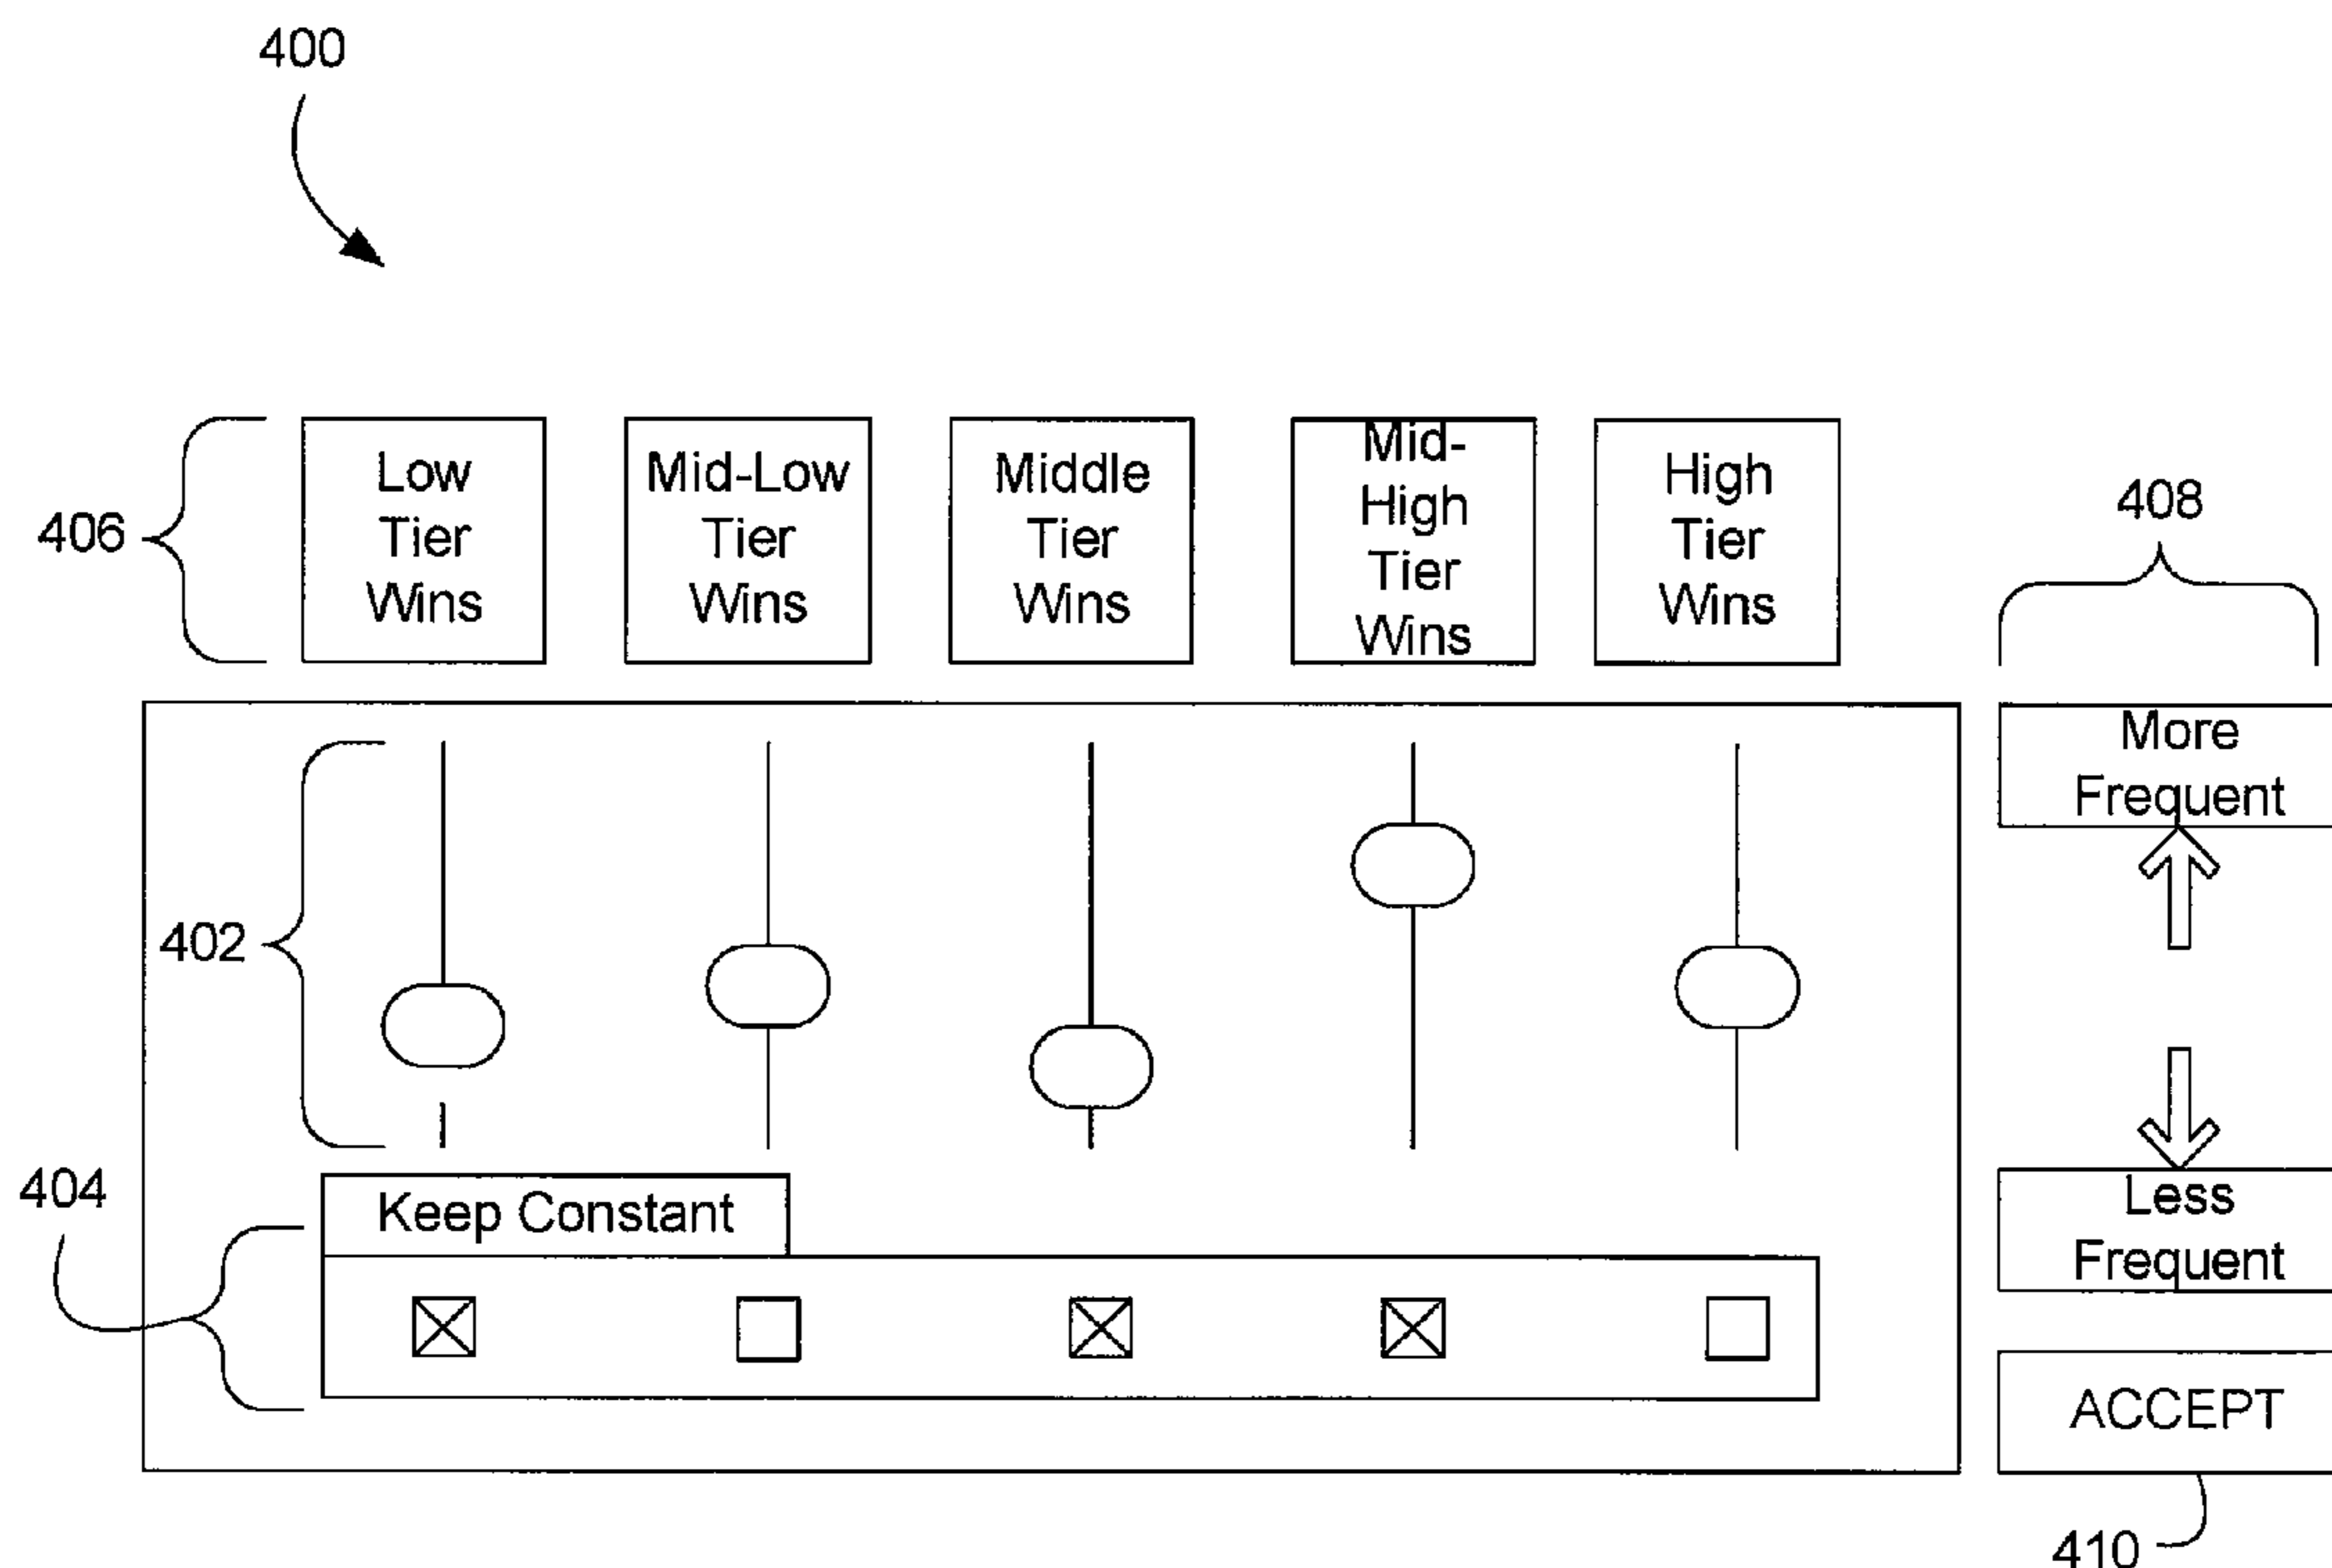 400
406
Low
Tier
Wins
Mid-Low
Tier
Wins
Middle
Tier
Wins
Mid-
High
Tier
Wins
High
Tier
Wins
408
More
Frequent
402
404
Keep Constant
Less
Frequent
ACCEPT
410